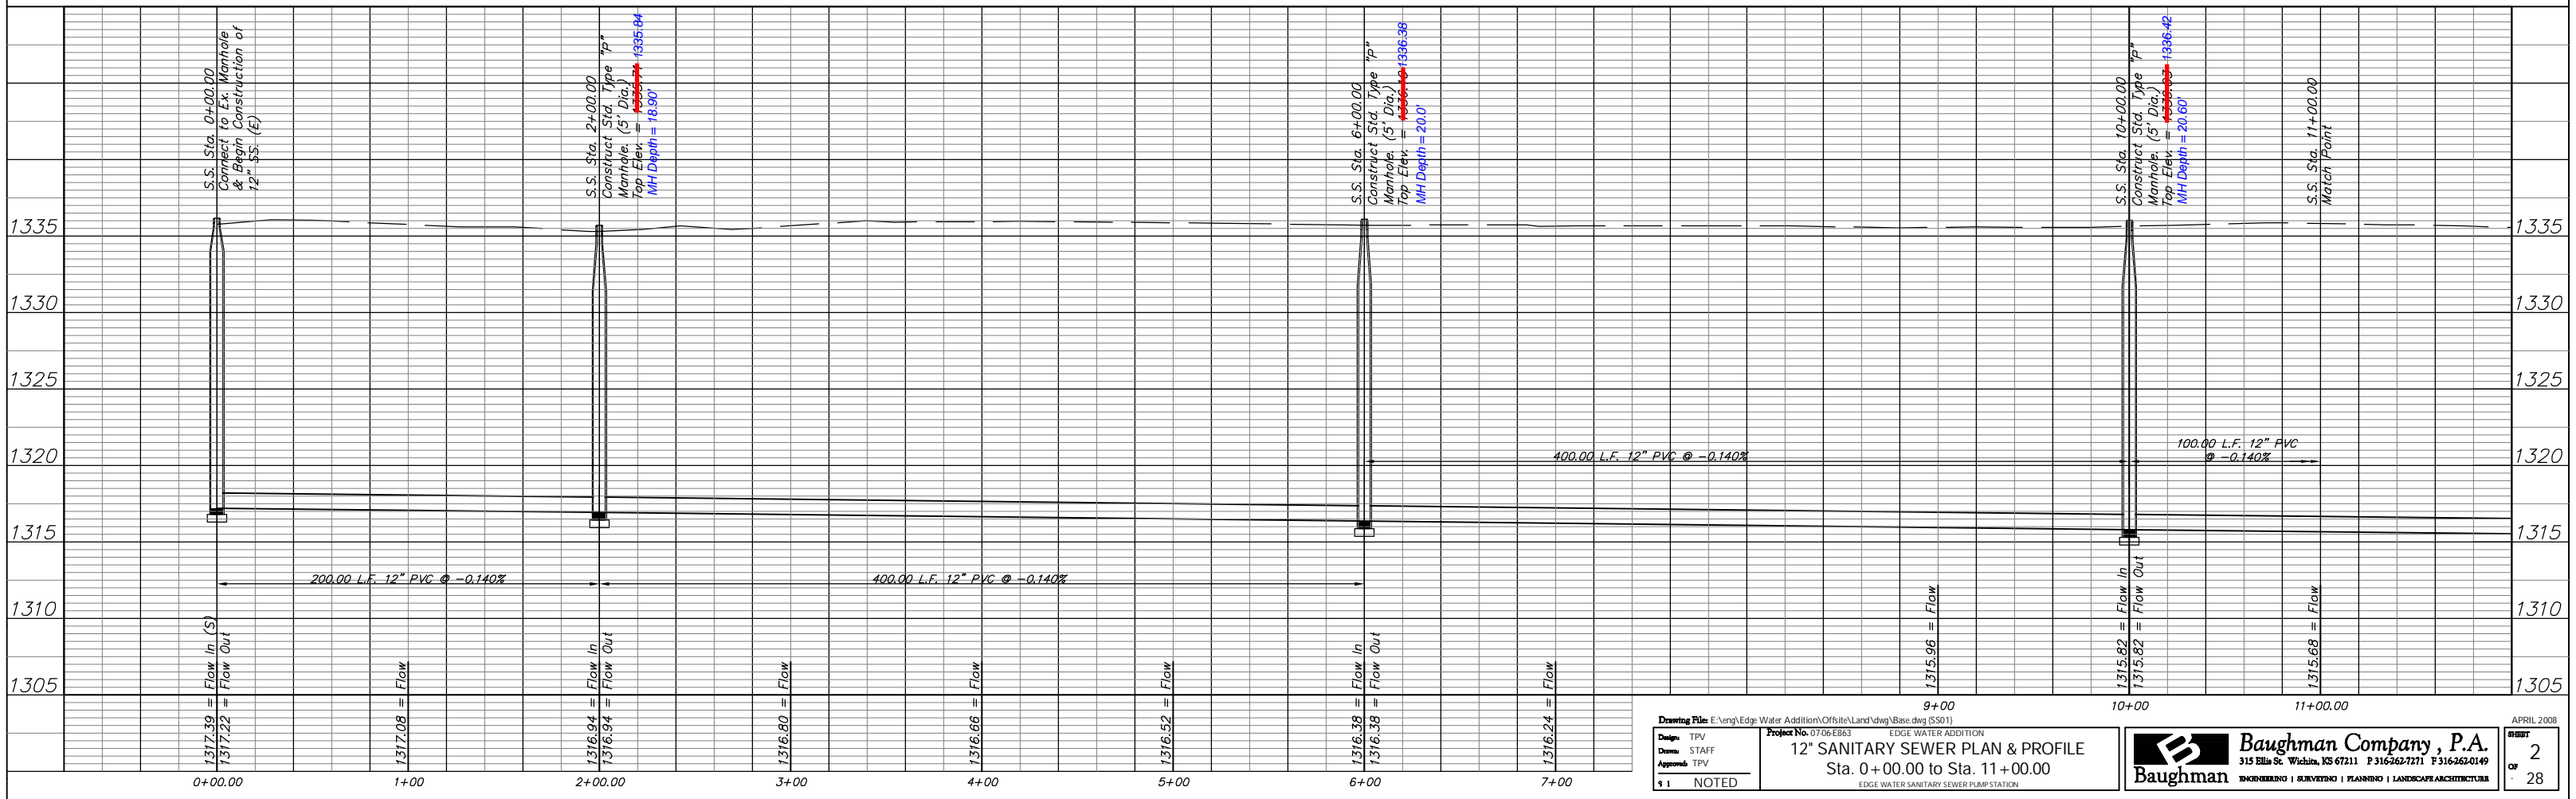 S.S. Sta. 0+00.00
Connect to Ex. Manhole
& Begin Construction of
12" SS. (E)
S.S. Sta. 2+00.00
Construct Std. Type "P"
Manhole. (5' Dia.)
Top Elev. = 1335.84
MH Depth = 18.90'
S.S. Sta. 6+00.00
Construct Std. Type "P"
Manhole. (5' Dia.)
Top Elev. = 1336.38
MH Depth = 20.0'
S.S. Sta. 10+00.00
Construct Std. Type "P"
Manhole. (5' Dia.)
Top Elev. = 1336.42
MH Depth = 20.60'
S.S. Sta. 11+00.00
Match Point
1335
1335
1330
1330
1325
1325
1320
1320
400.00 L.F. 12" PVC @ -0.140%
100.00 L.F. 12" PVC
@ -0.140%
1315
1315
200.00 L.F. 12" PVC @ -0.140%
400.00 L.F. 12" PVC @ -0.140%
1310
1310
1305
1305
1317.39 = Flow In (S)
1317.22 = Flow Out
1317.08 = Flow
1316.94 = Flow In
1316.94 = Flow Out
1316.80 = Flow
1316.66 = Flow
1316.52 = Flow
1316.38 = Flow In
1316.38 = Flow Out
1316.24 = Flow
1315.96 = Flow
1315.82 = Flow In
1315.82 = Flow Out
1315.68 = Flow
0+00.00
1+00
2+00.00
3+00
4+00
5+00
6+00
7+00
9+00
10+00
11+00.00
Drawing File: E:\eng\Edge Water Addition\Offsite\Land\dwg\Base.dwg (SS01)
APRIL 2008
Design: TPV
Drawn: STAFF
Approved: TPV
NOTED
Project No. 07-06-E863
EDGE WATER ADDITION
12" SANITARY SEWER PLAN & PROFILE
Sta. 0+00.00 to Sta. 11+00.00
EDGE WATER SANITARY SEWER PUMP STATION
Baughman
Baughman Company, P.A.
315 Ellis St. Wichita, KS 67211 P 316-262-7271 F 316-262-0149
ENGINEERING | SURVEYING | PLANNING | LANDSCAPE ARCHITECTURE
SHEET
2
OF
28